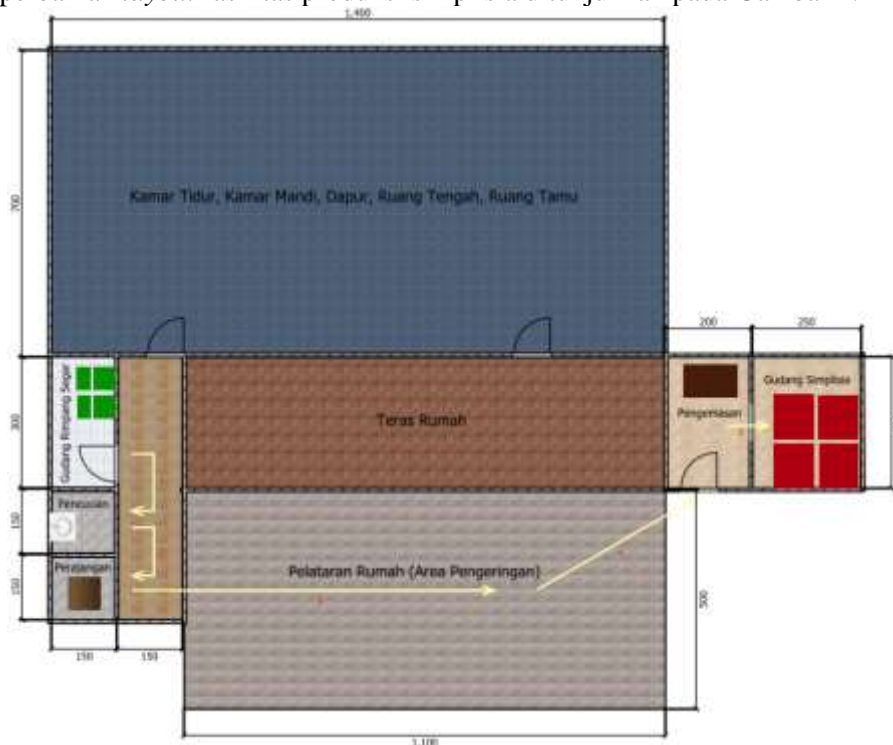 1,400
700
Kamar Tidur, Kamar Mandi, Dapur, Ruang Tengah, Ruang Tamu
200
250
Gudang Rimpang Segar
300
Teras Rumah
Pengemasan
Gudang Simplisia
Pencucian
150
Perajangan
150
Pelataran Rumah (Area Pengeringan)
500
150
150
1,100